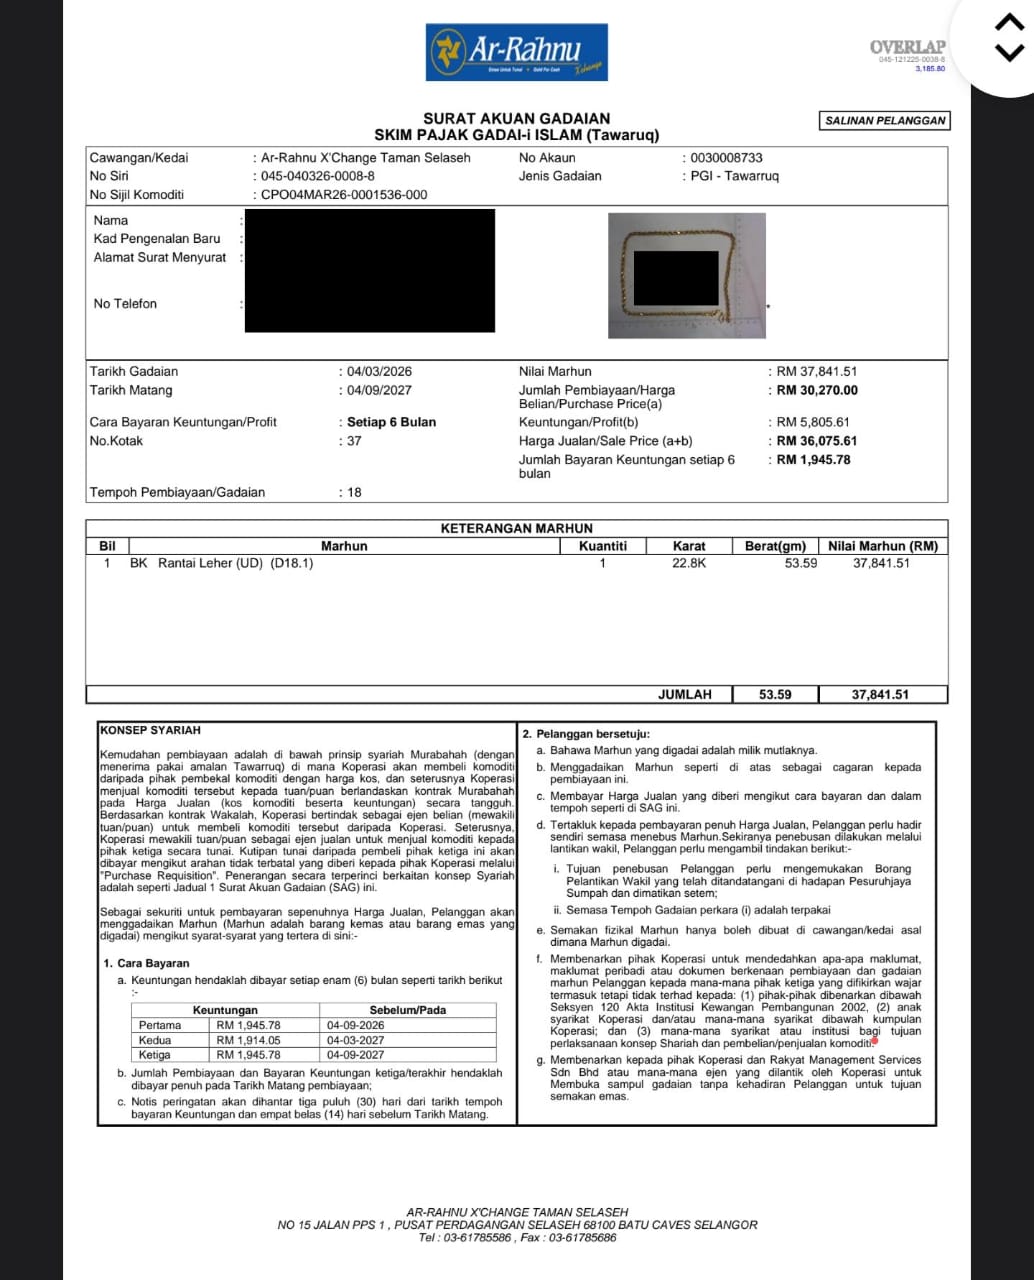 Ar-Rahnu
Emas Untuk Tunai • Gold For Cash
X'change
OVERLAP
045-121225-0038-8
3,185.80
SURAT AKUAN GADAIAN
SKIM PAJAK GADAI-i ISLAM (Tawaruq)
SALINAN PELANGGAN
Cawangan/Kedai : Ar-Rahnu X'Change Taman Selaseh No Akaun : 0030008733
No Siri : 045-040326-0008-8 Jenis Gadaian : PGI - Tawarruq
No Sijil Komoditi : CPO04MAR26-0001536-000
Nama :
Kad Pengenalan Baru :
Alamat Surat Menyurat :
No Telefon :
Tarikh Gadaian : 04/03/2026 Nilai Marhun : RM 37,841.51
Tarikh Matang : 04/09/2027 Jumlah Pembiayaan/Harga : RM 30,270.00
Belian/Purchase Price(a)
Cara Bayaran Keuntungan/Profit : Setiap 6 Bulan Keuntungan/Profit(b) : RM 5,805.61
No.Kotak : 37 Harga Jualan/Sale Price (a+b) : RM 36,075.61
Jumlah Bayaran Keuntungan setiap 6 : RM 1,945.78
bulan
Tempoh Pembiayaan/Gadaian : 18
KETERANGAN MARHUN
Bil Marhun Kuantiti Karat Berat(gm) Nilai Marhun (RM)
1 BK Rantai Leher (UD) (D18.1) 1 22.8K 53.59 37,841.51
JUMLAH 53.59 37,841.51
KONSEP SYARIAH
Kemudahan pembiayaan adalah di bawah prinsip syariah Murabahah (dengan
menerima pakai amalan Tawarruq) di mana Koperasi akan membeli komoditi
daripada pihak pembekal komoditi dengan harga kos, dan seterusnya Koperasi
menjual komoditi tersebut kepada tuan/puan berlandaskan kontrak Murabahah
pada Harga Jualan (kos komoditi beserta keuntungan) secara tangguh.
Berdasarkan kontrak Wakalah, Koperasi bertindak sebagai ejen belian (mewakili
tuan/puan) untuk membeli komoditi tersebut daripada Koperasi. Seterusnya,
Koperasi mewakili tuan/puan sebagai ejen jualan untuk menjual komoditi kepada
pihak ketiga secara tunai. Kutipan tunai daripada pembeli pihak ketiga ini akan
dibayar mengikut arahan tidak terbatal yang diberi kepada pihak Koperasi melalui
"Purchase Requisition". Penerangan secara terperinci berkaitan konsep Syariah
adalah seperti Jadual 1 Surat Akuan Gadaian (SAG) ini.
Sebagai sekuriti untuk pembayaran sepenuhnya Harga Jualan, Pelanggan akan
menggadaikan Marhun (Marhun adalah barang kemas atau barang emas yang
digadai) mengikut syarat-syarat yang tertera di sini:-
1. Cara Bayaran
a. Keuntungan hendaklah dibayar setiap enam (6) bulan seperti tarikh berikut
:-
Keuntungan Sebelum/Pada
Pertama RM 1,945.78 04-09-2026
Kedua RM 1,914.05 04-03-2027
Ketiga RM 1,945.78 04-09-2027
b. Jumlah Pembiayaan dan Bayaran Keuntungan ketiga/terakhir hendaklah
dibayar penuh pada Tarikh Matang pembiayaan;
c. Notis peringatan akan dihantar tiga puluh (30) hari dari tarikh tempoh
bayaran Keuntungan dan empat belas (14) hari sebelum Tarikh Matang.
2. Pelanggan bersetuju:
a. Bahawa Marhun yang digadai adalah milik mutlaknya.
b. Menggadaikan Marhun seperti di atas sebagai cagaran kepada
pembiayaan ini.
c. Membayar Harga Jualan yang diberi mengikut cara bayaran dan dalam
tempoh seperti di SAG ini.
d. Tertakluk kepada pembayaran penuh Harga Jualan, Pelanggan perlu hadir
sendiri semasa menebus Marhun.Sekiranya penebusan dilakukan melalui
lantikan wakil, Pelanggan perlu mengambil tindakan berikut:-
i. Tujuan penebusan Pelanggan perlu mengemukakan Borang
Pelantikan Wakil yang telah ditandatangani di hadapan Pesuruhjaya
Sumpah dan dimatikan setem;
ii. Semasa Tempoh Gadaian perkara (i) adalah terpakai
e. Semakan fizikal Marhun hanya boleh dibuat di cawangan/kedai asal
dimana Marhun digadai.
f. Membenarkan pihak Koperasi untuk mendedahkan apa-apa maklumat,
maklumat peribadi atau dokumen berkenaan pembiayaan dan gadaian
marhun Pelanggan kepada mana-mana pihak ketiga yang difikirkan wajar
termasuk tetapi tidak terhad kepada: (1) pihak-pihak dibenarkan dibawah
Seksyen 120 Akta Institusi Kewangan Pembangunan 2002, (2) anak
syarikat Koperasi dan/atau mana-mana syarikat dibawah kumpulan
Koperasi; dan (3) mana-mana syarikat atau institusi bagi tujuan
perlaksanaan konsep Shariah dan pembelian/penjualan komoditi.
g. Membenarkan kepada pihak Koperasi dan Rakyat Management Services
Sdn Bhd atau mana-mana ejen yang dilantik oleh Koperasi untuk
Membuka sampul gadaian tanpa kehadiran Pelanggan untuk tujuan
semakan emas.
AR-RAHNU X'CHANGE TAMAN SELASEH
NO 15 JALAN PPS 1 , PUSAT PERDAGANGAN SELASEH 68100 BATU CAVES SELANGOR
Tel : 03-61785586 , Fax : 03-61785686